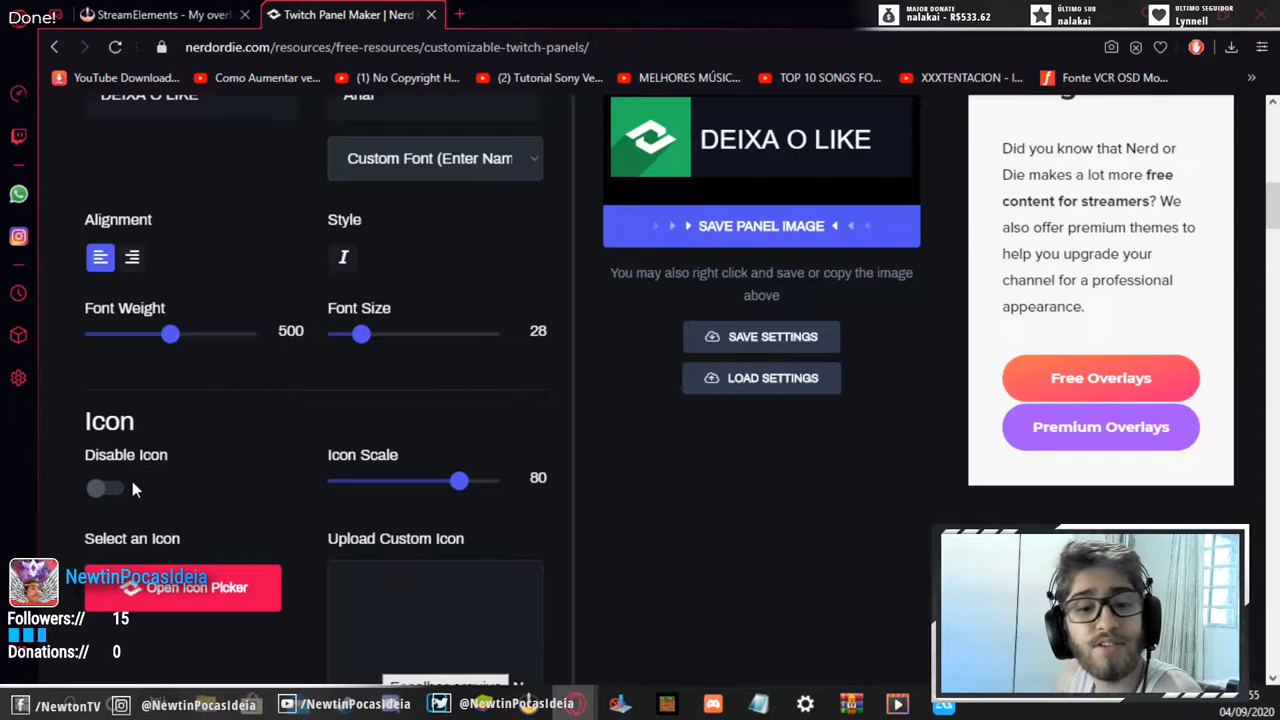 Done!
StreamElements - My overl
Twitch Panel Maker | Nerd
MAIOR DONATE
nalakai - R$533.62
ÚLTIMO SUB
nalakai
ÚLTIMO SEGUIDOR
Lynnell
nerdordie.com/resources/free-resources/customizable-twitch-panels/
YouTube Download...
Como Aumentar ve...
(1) No Copyright H...
(2) Tutorial Sony Ve...
MELHORES MÚSIC...
TOP 10 SONGS FO...
XXXTENTACION - I...
Fonte VCR OSD Mo...
DEIXA O LIKE
Arial
Custom Font (Enter Nam
Alignment
Style
I
Font Weight
500
Font Size
28
Icon
Disable Icon
Icon Scale
80
Select an Icon
Upload Custom Icon
Open Icon Picker
DEIXA O LIKE
SAVE PANEL IMAGE
You may also right click and save or copy the image
above
SAVE SETTINGS
LOAD SETTINGS
Did you know that Nerd or
Die makes a lot more free
content for streamers? We
also offer premium themes to
help you upgrade your
channel for a professional
appearance.
Free Overlays
Premium Overlays
NewtinPocasIdeia
Followers:// 15
Donations:// 0
/NewtonTV
@NewtinPocasIdeia
/NewtinPocasIdeia
@NewtinPocasIdeia
55
04/09/2020